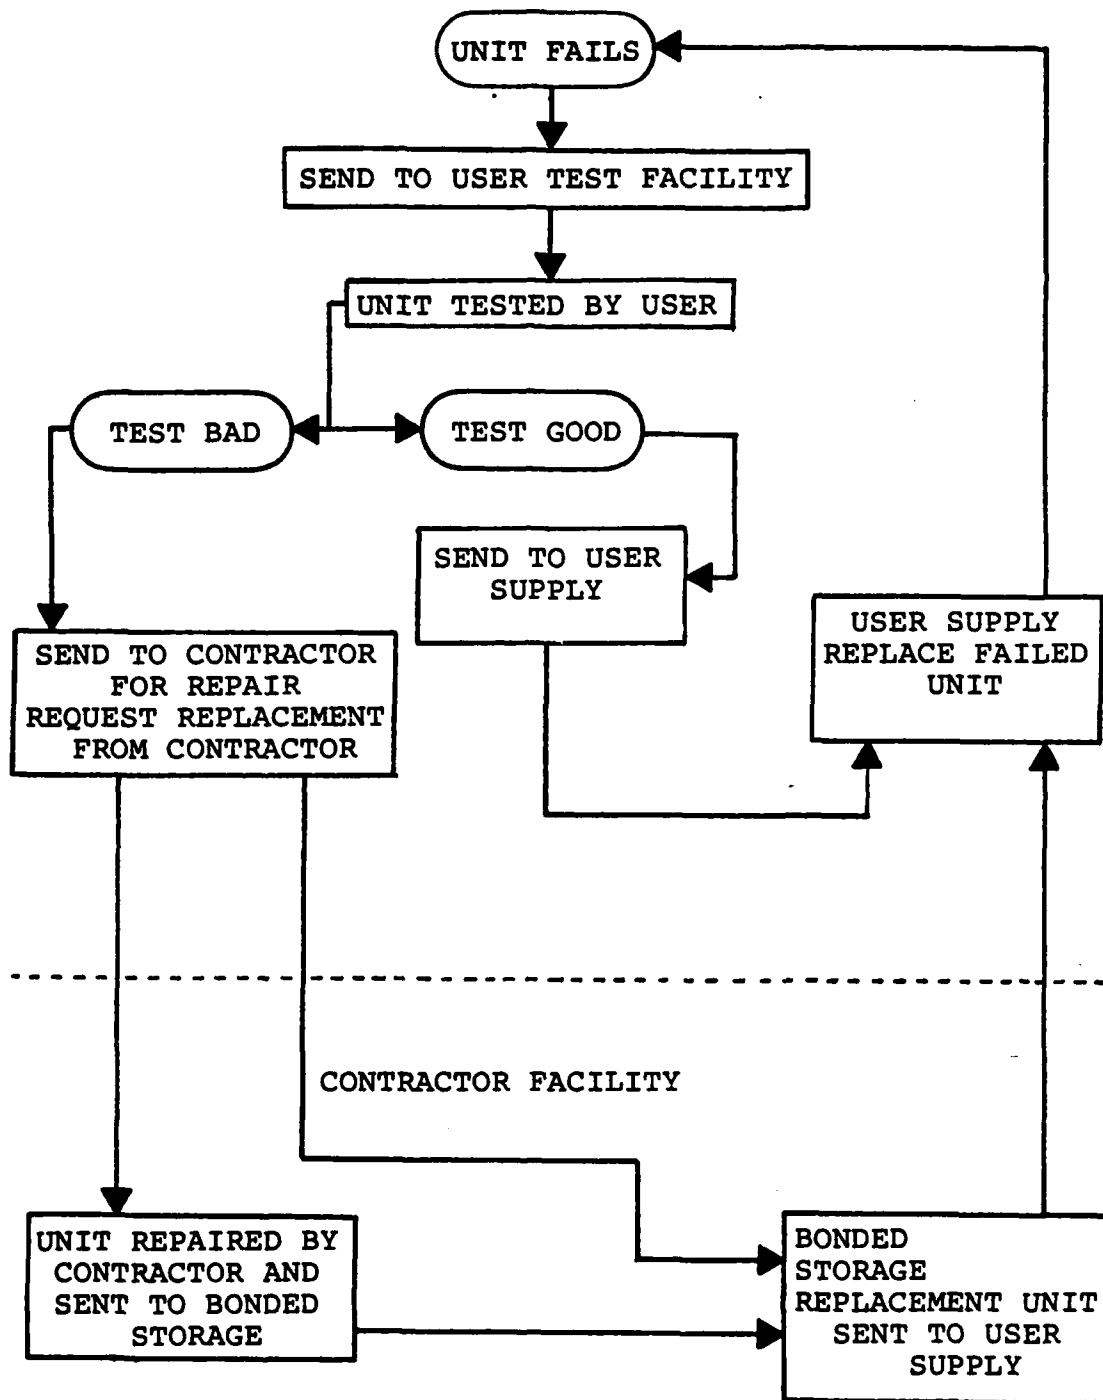 UNIT FAILS
SEND TO USER TEST FACILITY
UNIT TESTED BY USER
TEST BAD
TEST GOOD
SEND TO USER
SUPPLY
USER SUPPLY
REPLACE FAILED
UNIT
SEND TO CONTRACTOR
FOR REPAIR
REQUEST REPLACEMENT
FROM CONTRACTOR
CONTRACTOR FACILITY
UNIT REPAIRED BY
CONTRACTOR AND
SENT TO BONDED
STORAGE
BONDED
STORAGE
REPLACEMENT UNIT
SENT TO USER
SUPPLY